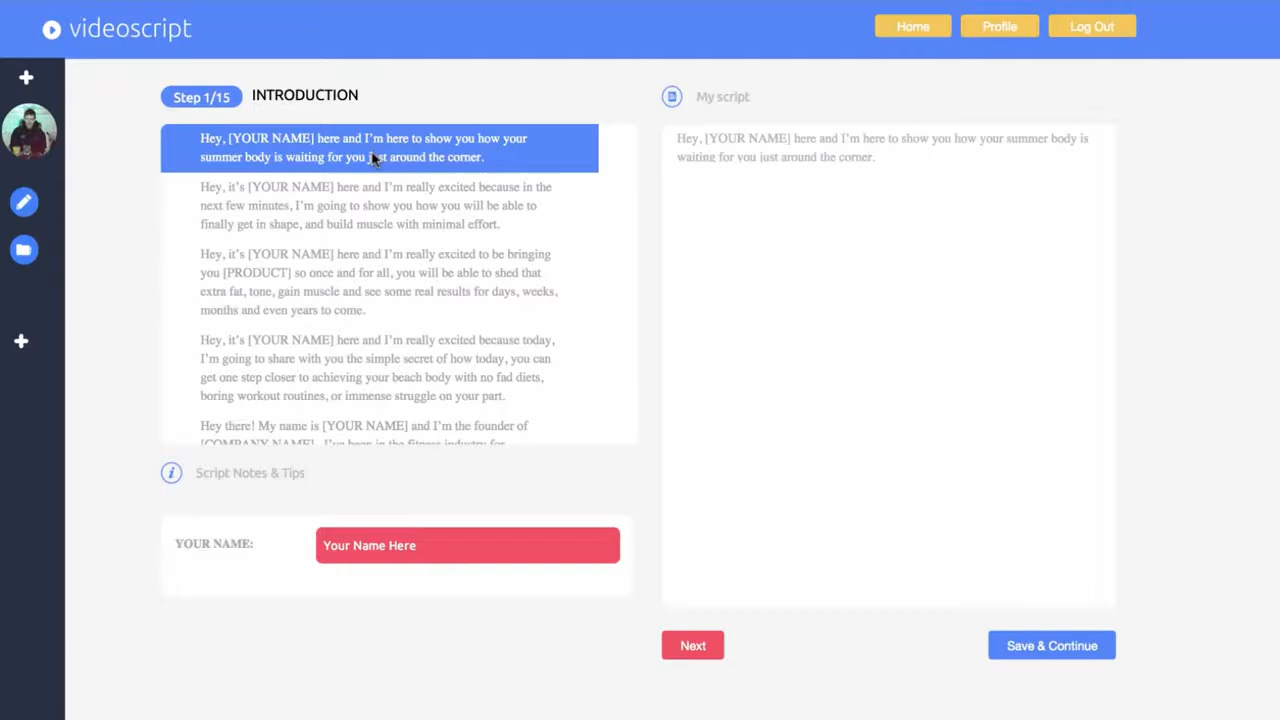 videoscript
Home
Profile
Log Out
Step 1/15
INTRODUCTION
Hey, [YOUR NAME] here and I'm here to show you how your
summer body is waiting for you just around the corner.
Hey, it's [YOUR NAME] here and I'm really excited because in the
next few minutes, I'm going to show you how you will be able to
finally get in shape, and build muscle with minimal effort.
Hey, it's [YOUR NAME] here and I'm really excited to be bringing
you [PRODUCT] so once and for all, you will be able to shed that
extra fat, tone, gain muscle and see some real results for days, weeks,
months and even years to come.
Hey, it's [YOUR NAME] here and I'm really excited because today,
I'm going to share with you the simple secret of how today, you can
get one step closer to achieving your beach body with no fad diets,
boring workout routines, or immense struggle on your part.
Hey there! My name is [YOUR NAME] and I'm the founder of
[COMPANY NAME]. I've been in the fitness industry for
Script Notes & Tips
YOUR NAME:
Your Name Here
My script
Hey, [YOUR NAME] here and I'm here to show you how your summer body is
waiting for you just around the corner.
Next
Save & Continue